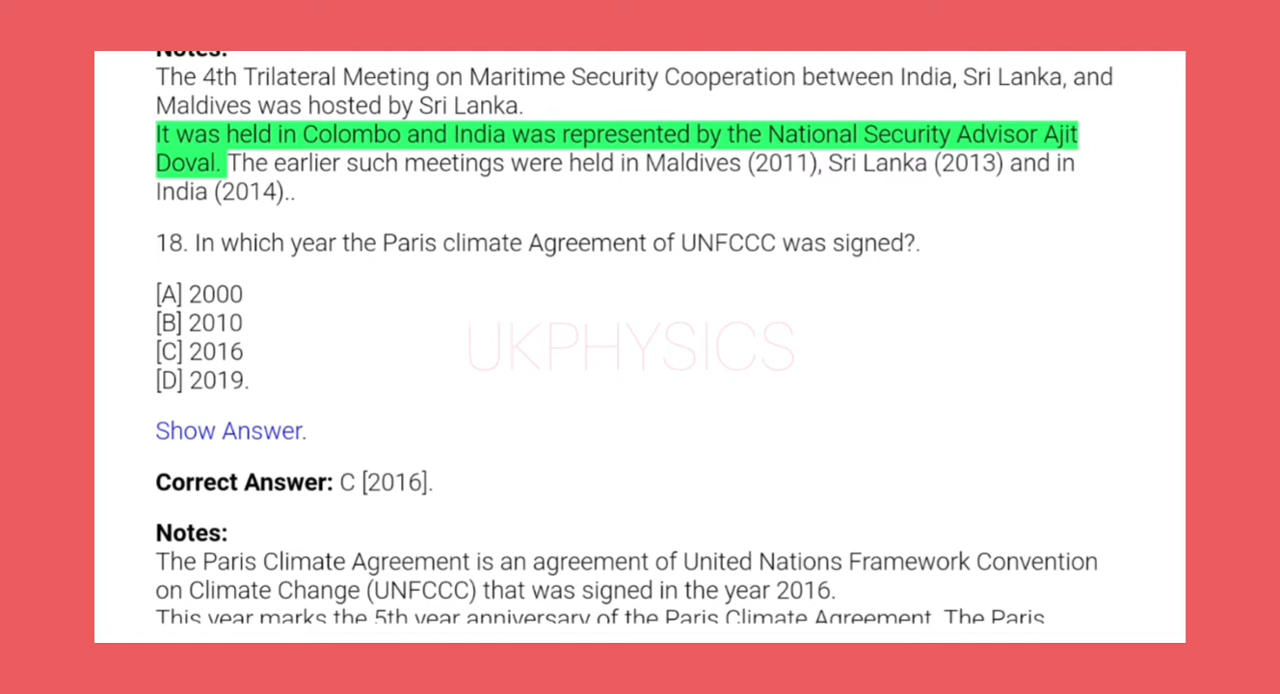 Notes:
The 4th Trilateral Meeting on Maritime Security Cooperation between India, Sri Lanka, and
Maldives was hosted by Sri Lanka.
It was held in Colombo and India was represented by the National Security Advisor Ajit
Doval. The earlier such meetings were held in Maldives (2011), Sri Lanka (2013) and in
India (2014)..
18. In which year the Paris climate Agreement of UNFCCC was signed?.
[A] 2000
[B] 2010
[C] 2016
[D] 2019.
UKPHYSICS
Show Answer.
Correct Answer: C [2016].
Notes:
The Paris Climate Agreement is an agreement of United Nations Framework Convention
on Climate Change (UNFCCC) that was signed in the year 2016.
This year marks the 5th year anniversary of the Paris Climate Agreement. The Paris